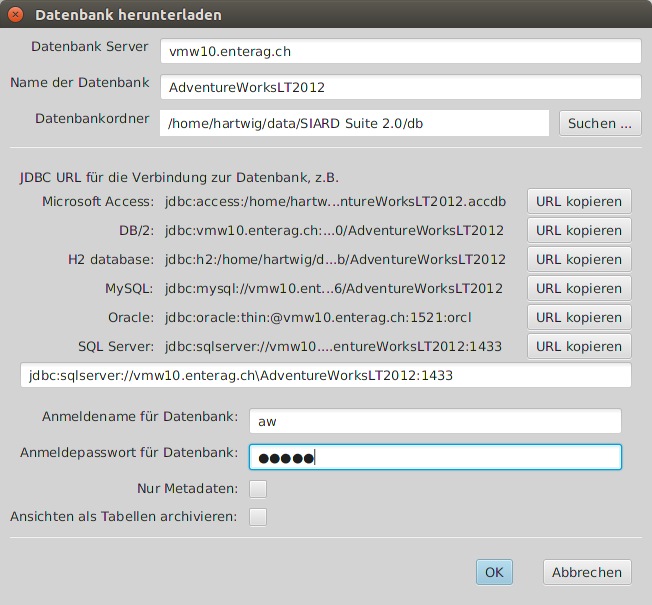 Datenbank herunterladen
Datenbank Server vmw10.enterag.ch
Name der Datenbank AdventureWorksLT2012
Datenbankordner /home/hartwig/data/SIARD Suite 2.0/db Suchen ...
JDBC URL für die Verbindung zur Datenbank, z.B.
Microsoft Access: jdbc:access:/home/hartw...ntureWorksLT2012.accdb URL kopieren
DB/2: jdbc:vmw10.enterag.ch:...0/AdventureWorksLT2012 URL kopieren
H2 database: jdbc:h2:/home/hartwig/d...b/AdventureWorksLT2012 URL kopieren
MySQL: jdbc:mysql://vmw10.ent...6/AdventureWorksLT2012 URL kopieren
Oracle: jdbc:oracle:thin:@vmw10.enterag.ch:1521:orcl URL kopieren
SQL Server: jdbc:sqlserver://vmw10....entureWorksLT2012:1433 URL kopieren
jdbc:sqlserver://vmw10.enterag.ch\AdventureWorksLT2012:1433
Anmeldename für Datenbank: aw
Anmeldepasswort für Datenbank: ●●●●●
Nur Metadaten:
Ansichten als Tabellen archivieren:
OK Abbrechen